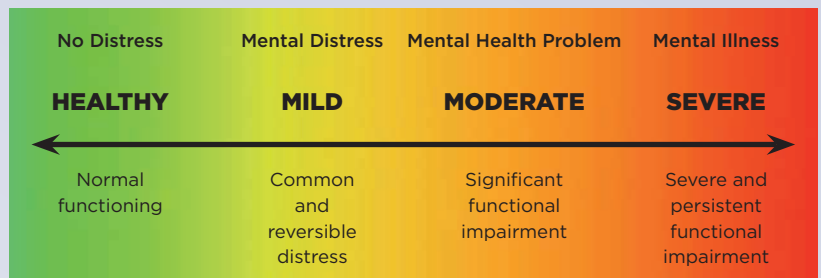 No Distress
Mental Distress
Mental Health Problem
Mental Illness
HEALTHY
MILD
MODERATE
SEVERE
Normal
functioning
Common
and
reversible
distress
Significant
functional
impairment
Severe and
persistent
functional
impairment